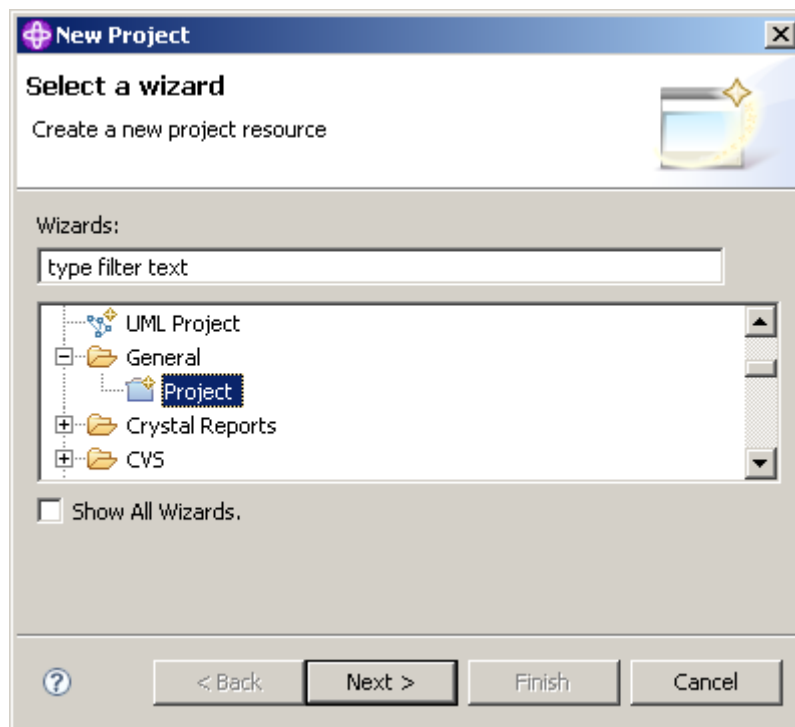 New Project
Select a wizard
Create a new project resource
Wizards:
type filter text
UML Project
General
Project
Crystal Reports
CVS
Show All Wizards.
? < Back Next > Finish Cancel